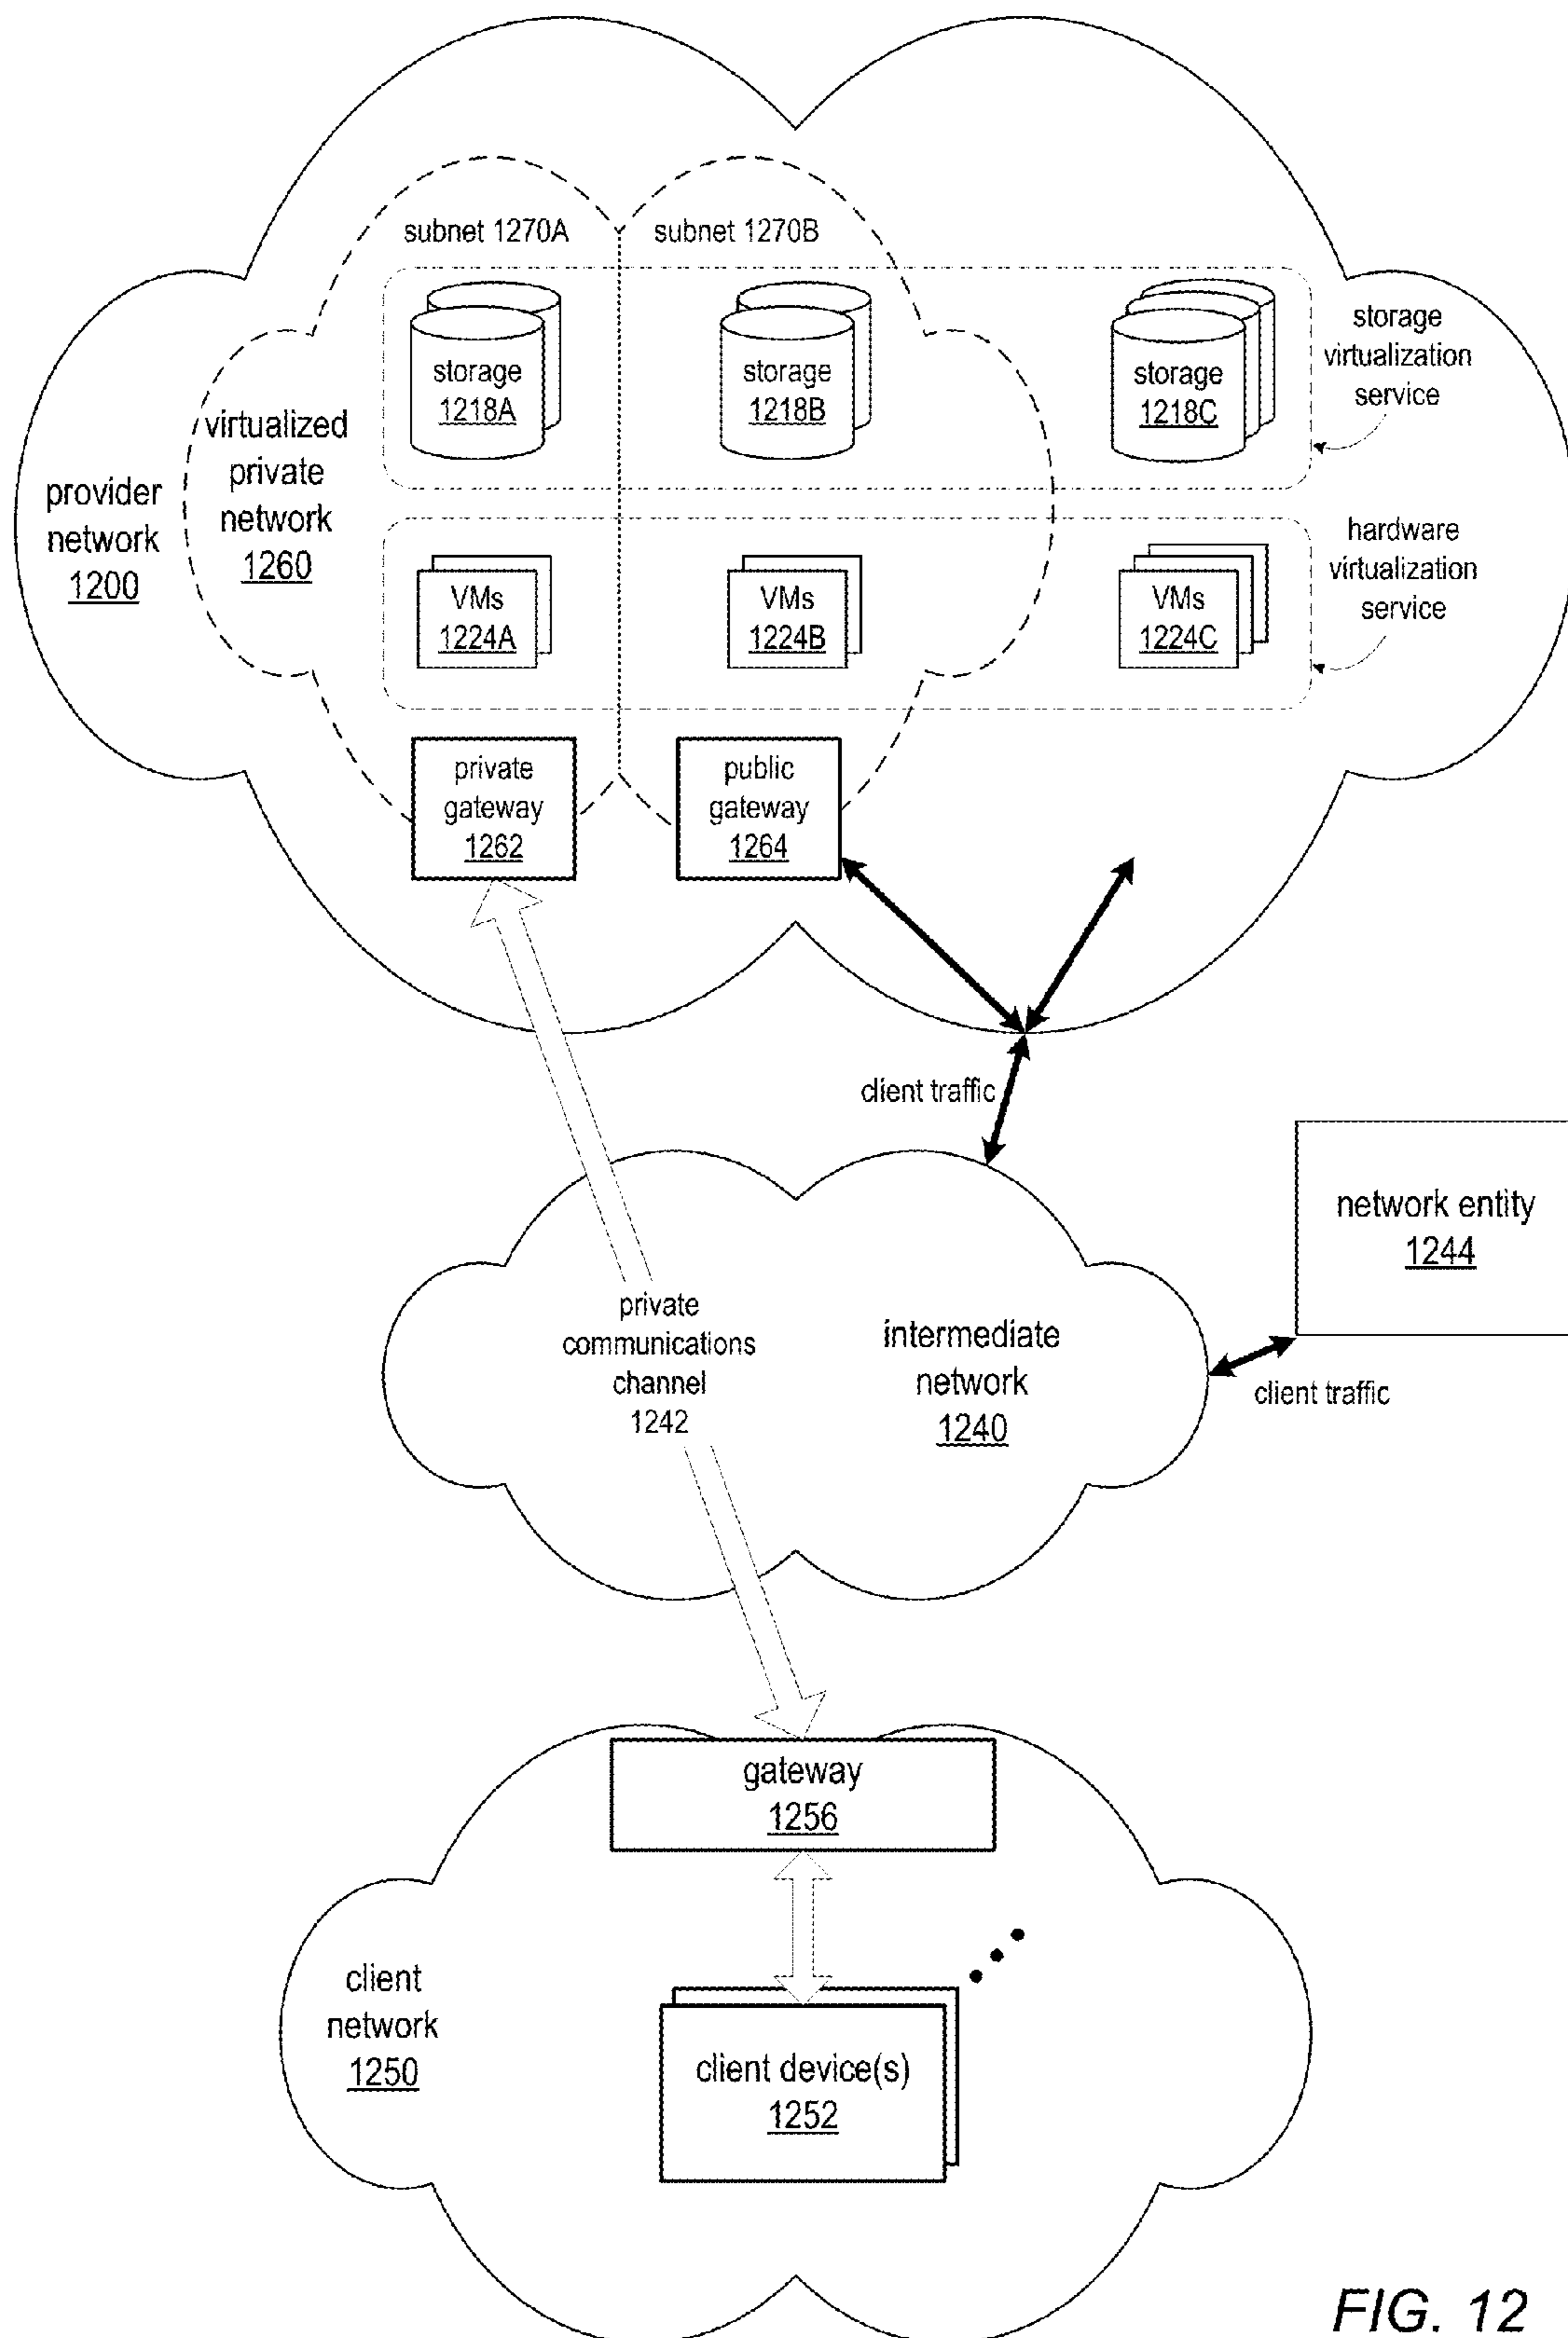 subnet 1270A
subnet 1270B
storage
1218A
storage
1218B
storage
1218C
storage
virtualization
service
provider
network
1200
virtualized
private
network
1260
VMs
1224A
VMs
1224B
VMs
1224C
hardware
virtualization
service
private
gateway
1262
public
gateway
1264
client traffic
network entity
1244
client traffic
private
communications
channel
1242
intermediate
network
1240
gateway
1256
client
network
1250
client device(s)
1252
FIG. 12